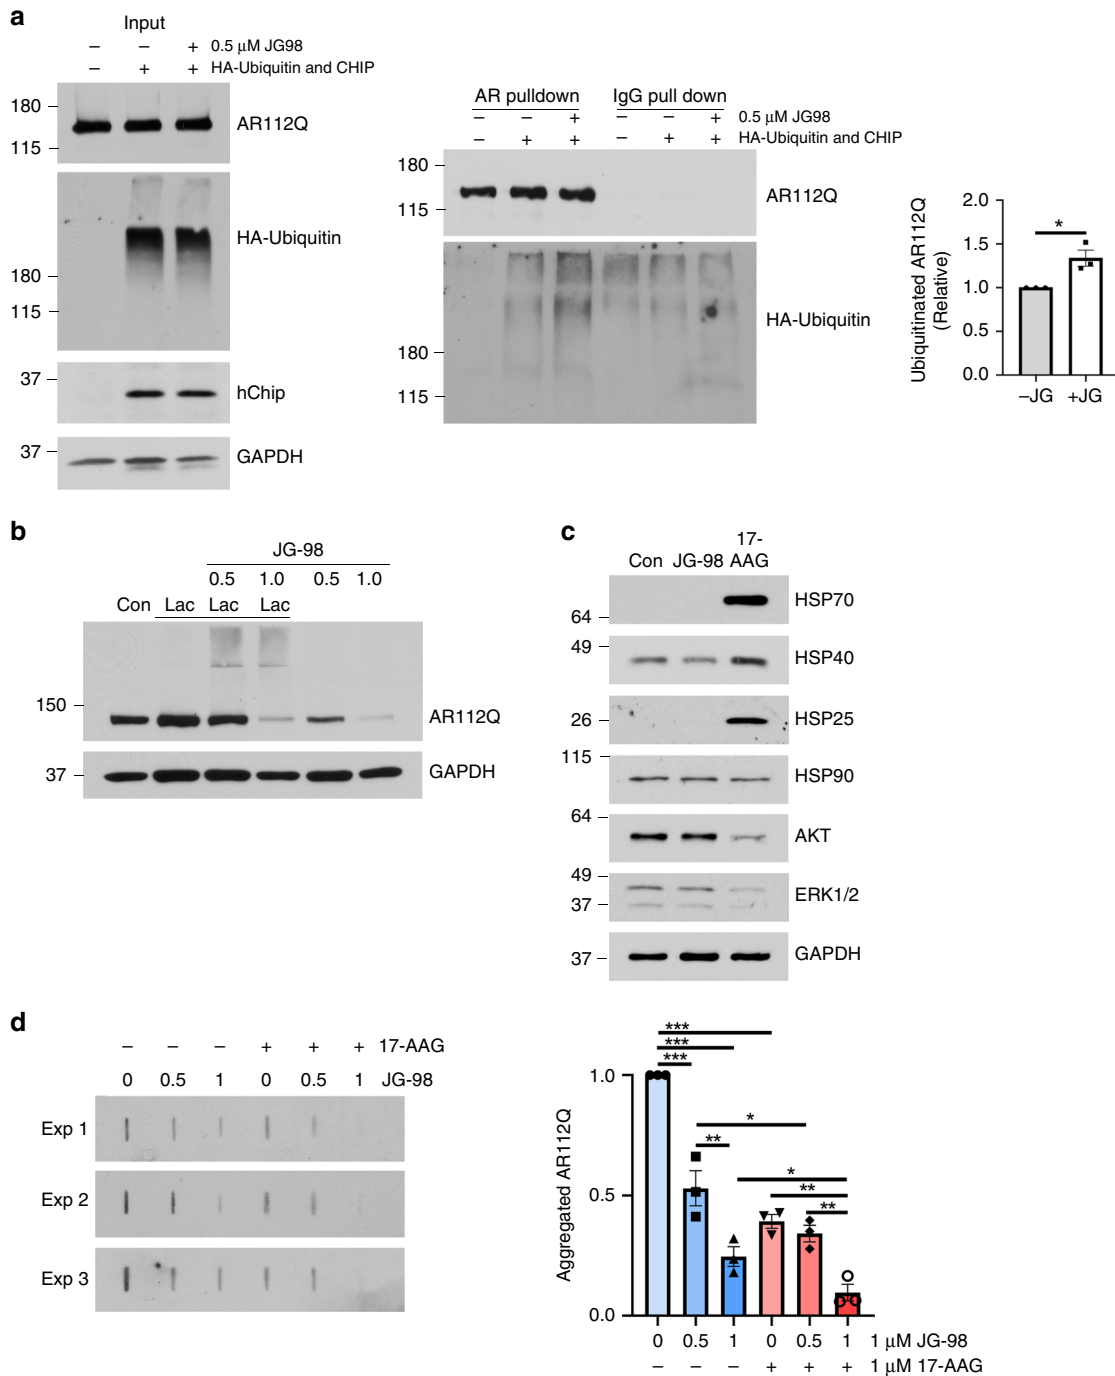 a
Input
− − + 0.5 µM JG98
− + + HA-Ubiquitin and CHIP
180
115
AR112Q
HA-Ubiquitin
180
115
37
hChip
37
GAPDH
AR pulldown IgG pull down
− − + − − + 0.5 µM JG98
− + + − + + HA-Ubiquitin and CHIP
180
115
AR112Q
HA-Ubiquitin
180
115
Ubiquitinated AR112Q
(Relative)
2.0
1.5
1.0
0.5
0.0
*
−JG +JG
b
JG-98
0.5 1.0 0.5 1.0
Con Lac Lac Lac
150
AR112Q
37
GAPDH
c
Con JG-98 17-
AAG
HSP70
64
49
HSP40
26
HSP25
115
HSP90
64
AKT
49
37
ERK1/2
37
GAPDH
d
− − − + + + 17-AAG
0 0.5 1 0 0.5 1 JG-98
Exp 1
Exp 2
Exp 3
Aggregated AR112Q
1.0
0.5
0.0
***
***
***
*
**
*
**
**
0 0.5 1 0 0.5 1 1 µM JG-98
− − − + + + 1 µM 17-AAG